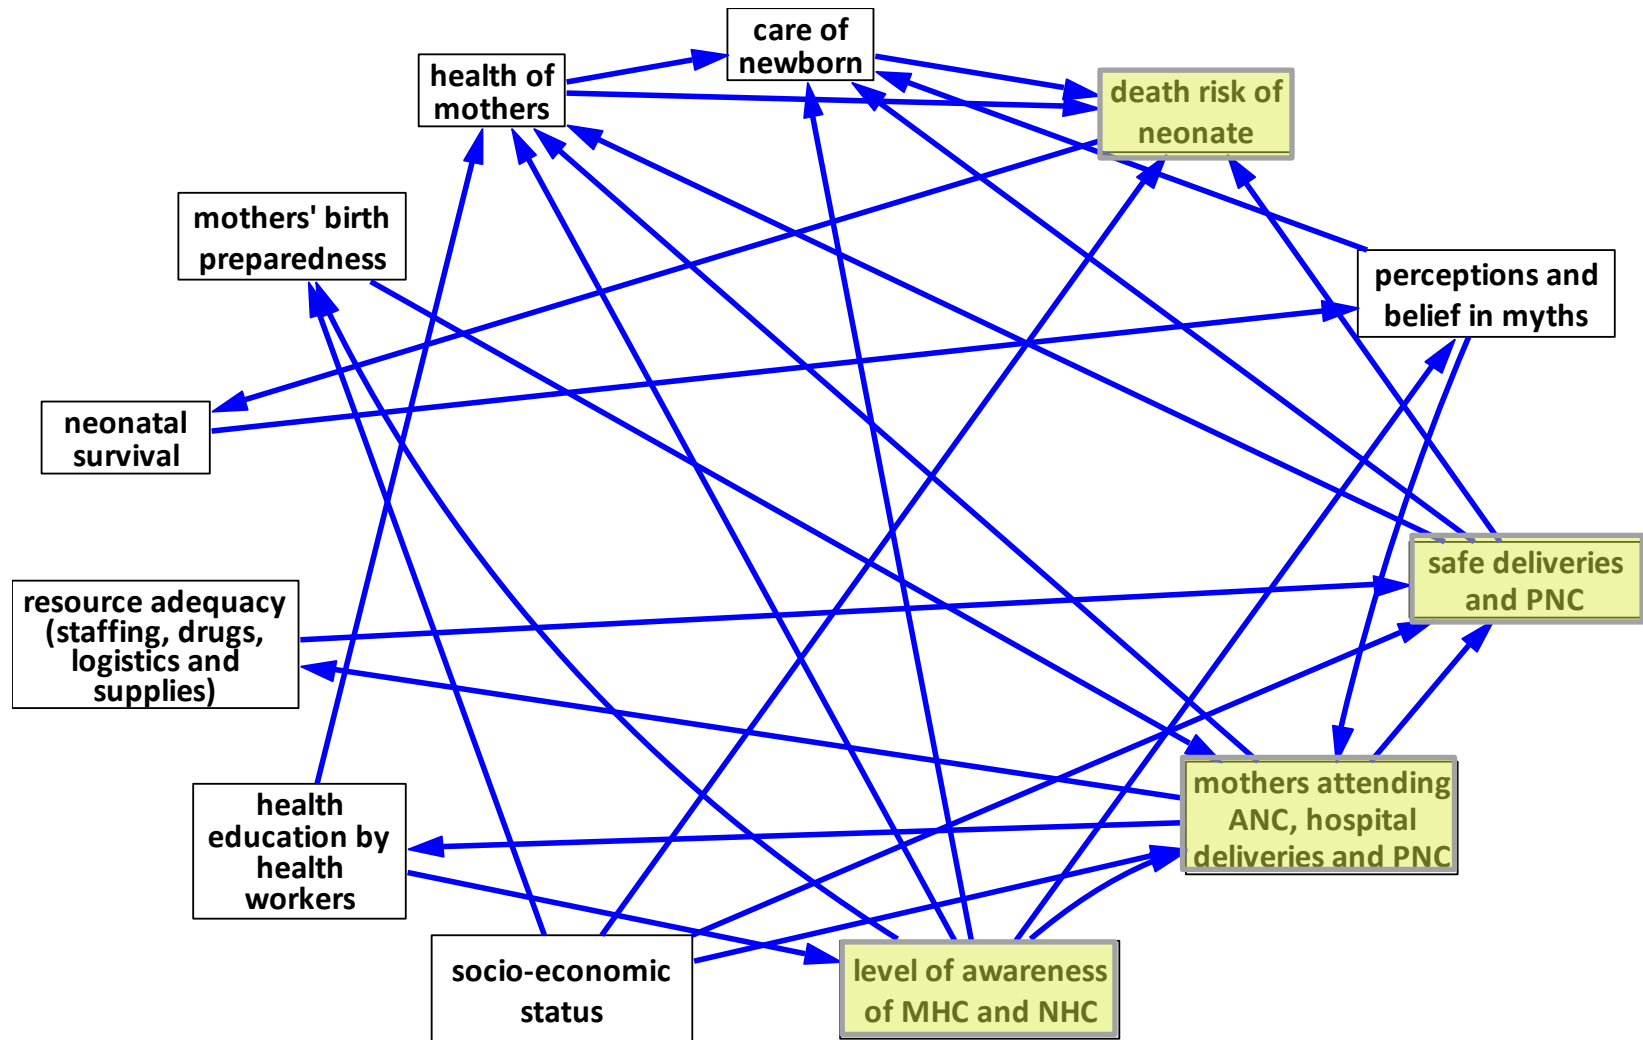 care of
newborn
health of
mothers
death risk of
neonate
mothers' birth
preparedness
perceptions and
belief in myths
neonatal
survival
safe deliveries
and PNC
resource adequacy
(staffing, drugs,
logistics and
supplies)
mothers attending
ANC, hospital
deliveries and PNC
health
education by
health
workers
socio-economic
status
level of awareness
of MHC and NHC